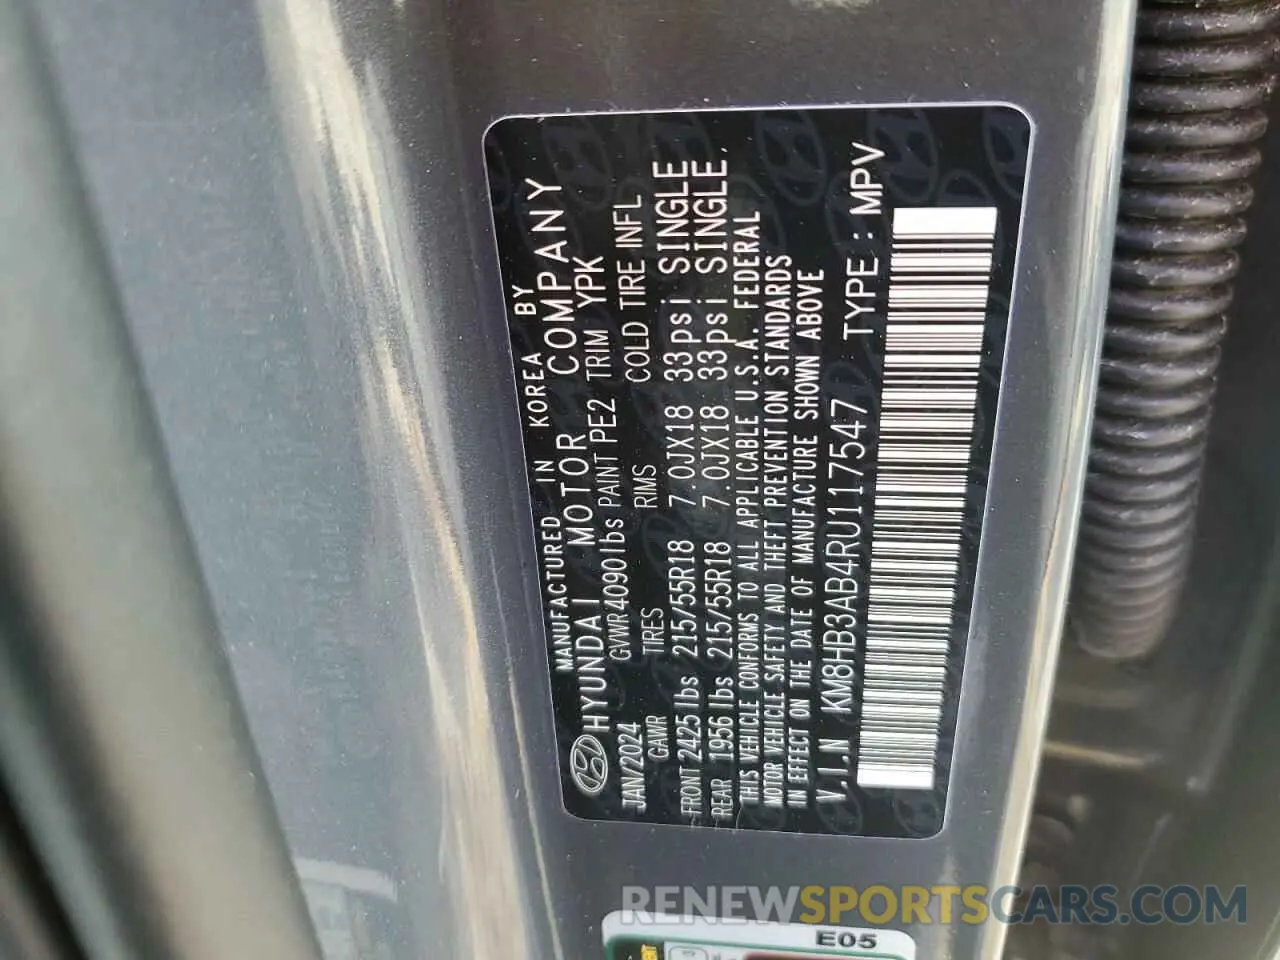 MANUFACTURED IN KOREA BY
HYUNDAI MOTOR COMPANY
JAN/2024 GVWR 4090lbs PAINT PE2 TRIM YPK
GAWR TIRES RIMS COLD TIRE INFL
FRONT 2425lbs 215/55R18 7.0JX18 33psi SINGLE
REAR 1956lbs 215/55R18 7.0JX18 33psi SINGLE
THIS VEHICLE CONFORMS TO ALL APPLICABLE U.S.A. FEDERAL
MOTOR VEHICLE SAFETY AND THEFT PREVENTION STANDARDS
IN EFFECT ON THE DATE OF MANUFACTURE SHOWN ABOVE
V.I.N KM8HB3AB4RU117547 TYPE : MPV
E05
RENEWSPORTSCARS.COM